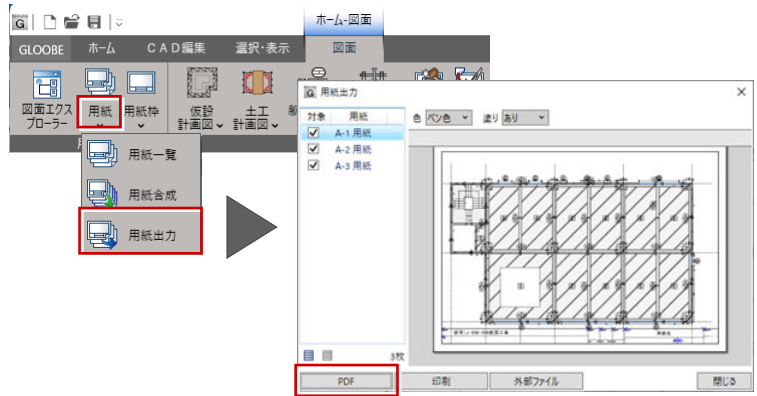 G
ホーム-図面
GLOOBE ホーム CAD編集 選択・表示 図面
図面エクスプローラー
用紙
用紙枠
仮設
計画図
土工
計画図
用紙一覧
用紙合成
用紙出力
G 用紙出力
対象 用紙
A-1 用紙
A-2 用紙
A-3 用紙
色 ペン色 塗り あり
3枚
PDF 印刷 外部ファイル 閉じる